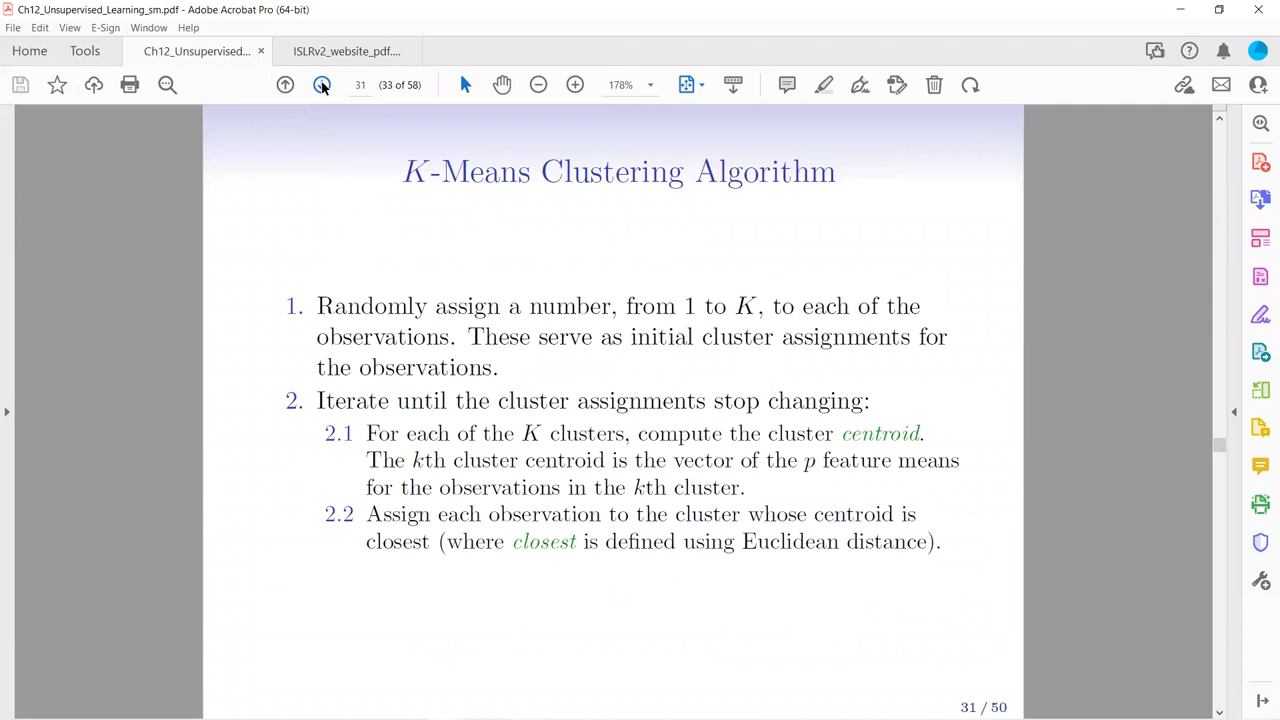 Ch12_Unsupervised_Learning_sm.pdf - Adobe Acrobat Pro (64-bit)
File Edit View E-Sign Window Help
Home Tools Ch12_Unsupervised... × ISLRv2_website_pdf....
31 (33 of 58) 178%
K-Means Clustering Algorithm
1. Randomly assign a number, from 1 to K, to each of the
observations. These serve as initial cluster assignments for
the observations.
2. Iterate until the cluster assignments stop changing:
2.1 For each of the K clusters, compute the cluster centroid.
The kth cluster centroid is the vector of the p feature means
for the observations in the kth cluster.
2.2 Assign each observation to the cluster whose centroid is
closest (where closest is defined using Euclidean distance).
31 / 50